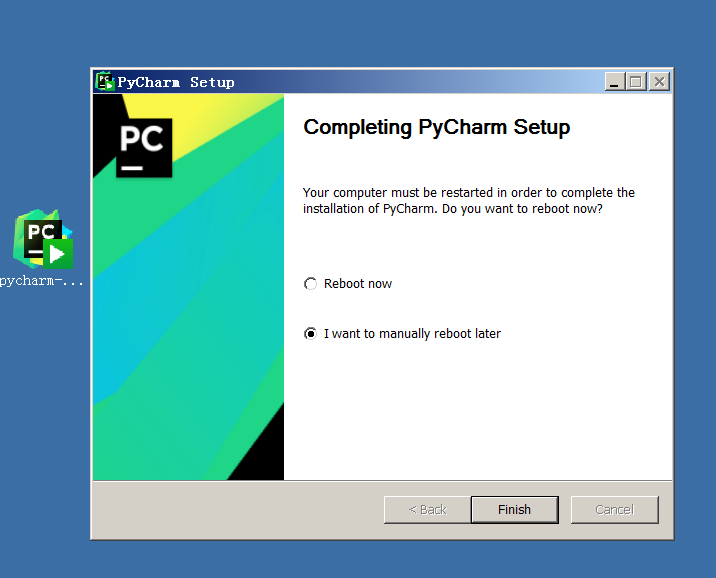 PyCharm Setup
PC
Completing PyCharm Setup
Your computer must be restarted in order to complete the
installation of PyCharm. Do you want to reboot now?
PC
pycharm-...
Reboot now
I want to manually reboot later
< Back
Finish
Cancel